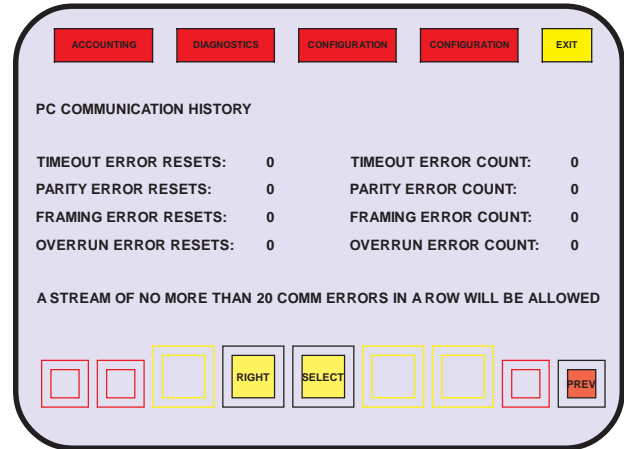 ACCOUNTING DIAGNOSTICS CONFIGURATION CONFIGURATION EXIT
PC COMMUNICATION HISTORY
TIMEOUT ERROR RESETS: 0 TIMEOUT ERROR COUNT: 0
PARITY ERROR RESETS: 0 PARITY ERROR COUNT: 0
FRAMING ERROR RESETS: 0 FRAMING ERROR COUNT: 0
OVERRUN ERROR RESETS: 0 OVERRUN ERROR COUNT: 0
A STREAM OF NO MORE THAN 20 COMM ERRORS IN A ROW WILL BE ALLOWED
RIGHT SELECT PREV